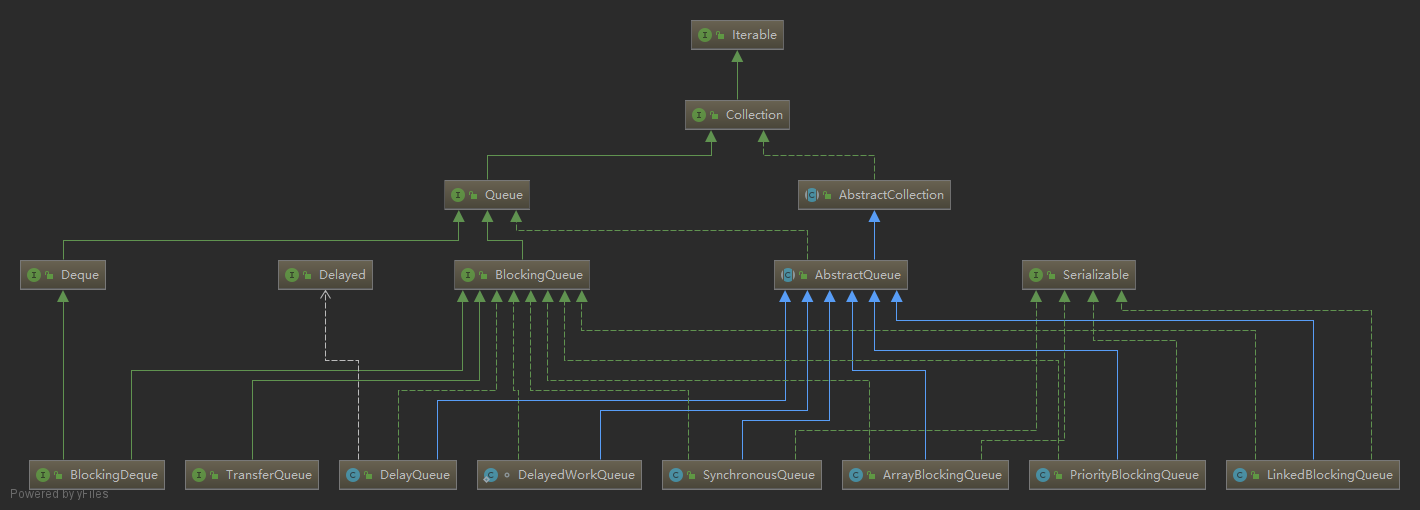 Iterable
Collection
Queue
AbstractCollection
Deque
Delayed
BlockingQueue
AbstractQueue
Serializable
BlockingDeque
TransferQueue
DelayQueue
DelayedWorkQueue
SynchronousQueue
ArrayBlockingQueue
PriorityBlockingQueue
LinkedBlockingQueue
Powered by yFiles